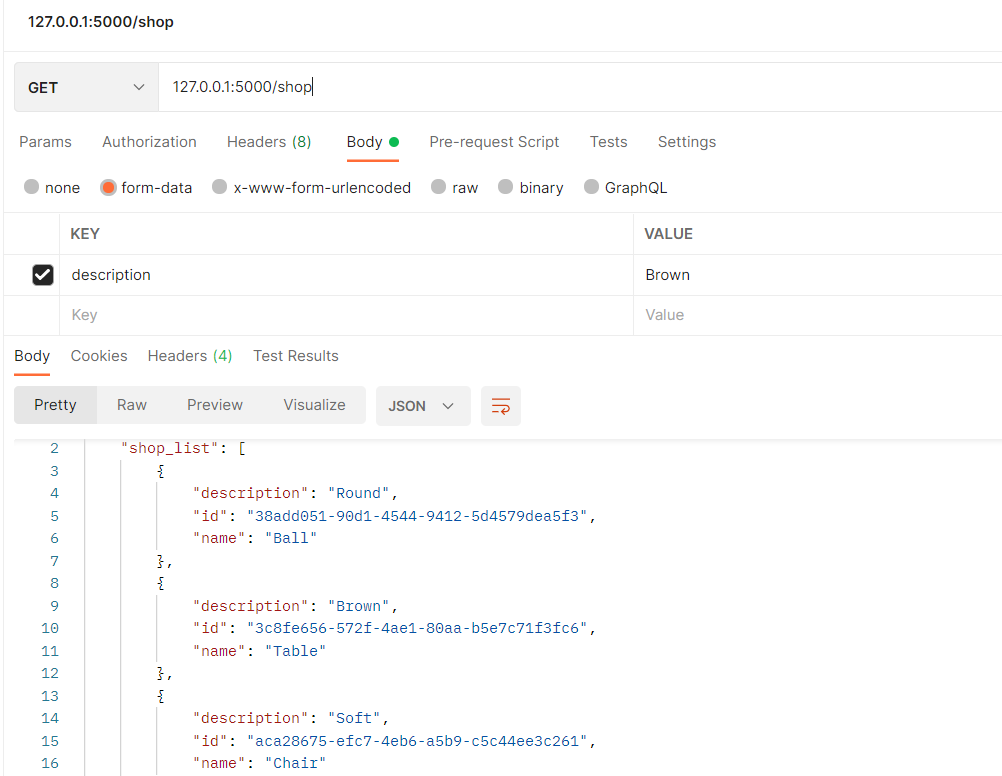 127.0.0.1:5000/shop
GET 127.0.0.1:5000/shop
Params Authorization Headers (8) Body Pre-request Script Tests Settings
none form-data x-www-form-urlencoded raw binary GraphQL
KEY VALUE
description Brown
Key Value
Body Cookies Headers (4) Test Results
Pretty Raw Preview Visualize JSON
2 "shop_list": [
3 {
4 "description": "Round",
5 "id": "38add051-90d1-4544-9412-5d4579dea5f3",
6 "name": "Ball"
7 },
8 {
9 "description": "Brown",
10 "id": "3c8fe656-572f-4ae1-80aa-b5e7c71f3fc6",
11 "name": "Table"
12 },
13 {
14 "description": "Soft",
15 "id": "aca28675-efc7-4eb6-a5b9-c5c44ee3c261",
16 "name": "Chair"